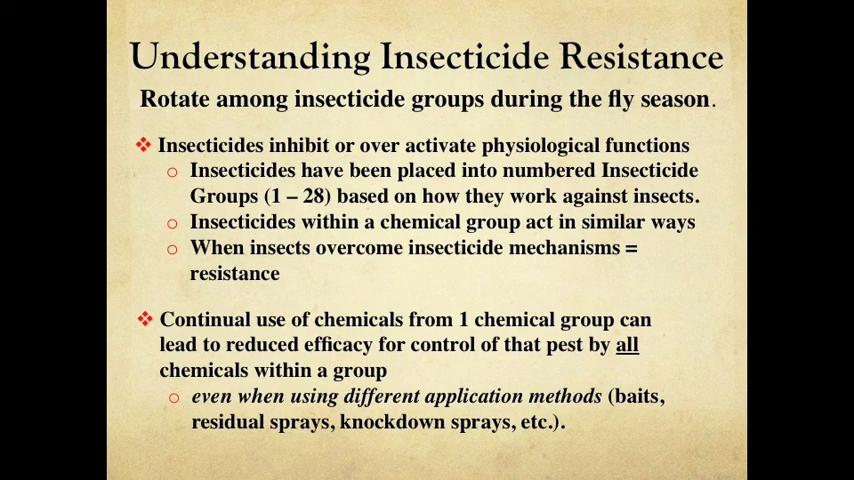 Understanding Insecticide Resistance
Rotate among insecticide groups during the fly season.
❖ Insecticides inhibit or over activate physiological functions
o Insecticides have been placed into numbered Insecticide
Groups (1 – 28) based on how they work against insects.
o Insecticides within a chemical group act in similar ways
o When insects overcome insecticide mechanisms =
resistance
❖ Continual use of chemicals from 1 chemical group can
lead to reduced efficacy for control of that pest by all
chemicals within a group
o even when using different application methods (baits,
residual sprays, knockdown sprays, etc.).